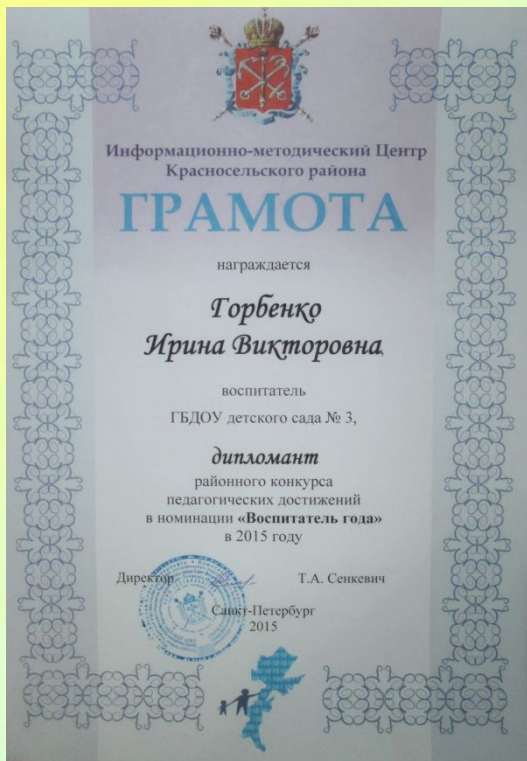 Информационно-методический Центр
Красносельского района
ГРАМОТА
награждается
Горбенко
Ирина Викторовна,
воспитатель
ГБДОУ детского сада № 3,
дипломант
районного конкурса
педагогических достижений
в номинации «Воспитатель года»
в 2015 году
Директор Т.А. Сенкевич
Санкт-Петербург
2015